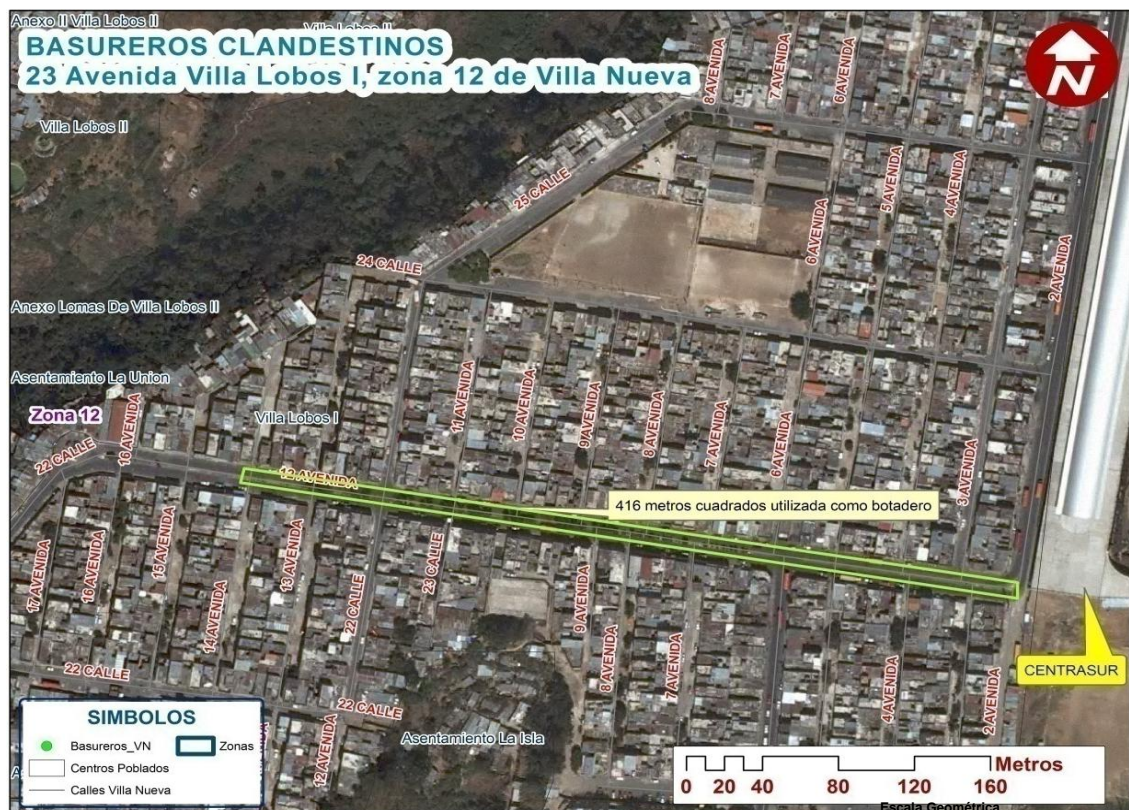 Anexo II Villa Lobos II
Villa Lobos II
BASUREROS CLANDESTINOS
23 Avenida Villa Lobos I, zona 12 de Villa Nueva
N
8 AVENIDA
7 AVENIDA
6 AVENIDA
Villa Lobos II
25 CALLE
5 AVENIDA
4 AVENIDA
6 AVENIDA
2 AVENIDA
24 CALLE
Anexo Lomas De Villa Lobos II
Asentamiento La Union
Zona 12
Villa Lobos I
16 AVENIDA
22 CALLE
11 AVENIDA
10 AVENIDA
9 AVENIDA
8 AVENIDA
7 AVENIDA
6 AVENIDA
3 AVENIDA
12 AVENIDA
416 metros cuadrados utilizada como botadero
17 AVENIDA
16 AVENIDA
15 AVENIDA
14 AVENIDA
13 AVENIDA
22 CALLE
23 CALLE
9 AVENIDA
8 AVENIDA
7 AVENIDA
4 AVENIDA
2 AVENIDA
CENTRASUR
22 CALLE
22 CALLE
12 AVENIDA
Asentamiento La Isla
SIMBOLOS
Basureros_VN
Zonas
Centros Poblados
Calles Villa Nueva
Metros
0 20 40 80 120 160
Escala Geométrica